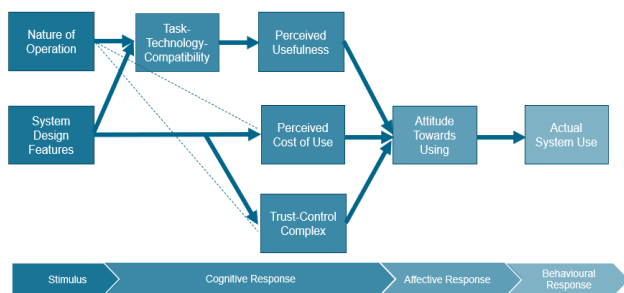 Nature of
Operation
Task-
Technology-
Compatibility
Perceived
Usefulness
System
Design
Features
Perceived
Cost of Use
Attitude
Towards
Using
Actual
System Use
Trust-Control
Complex
Stimulus
Cognitive Response
Affective Response
Behavioural
Response